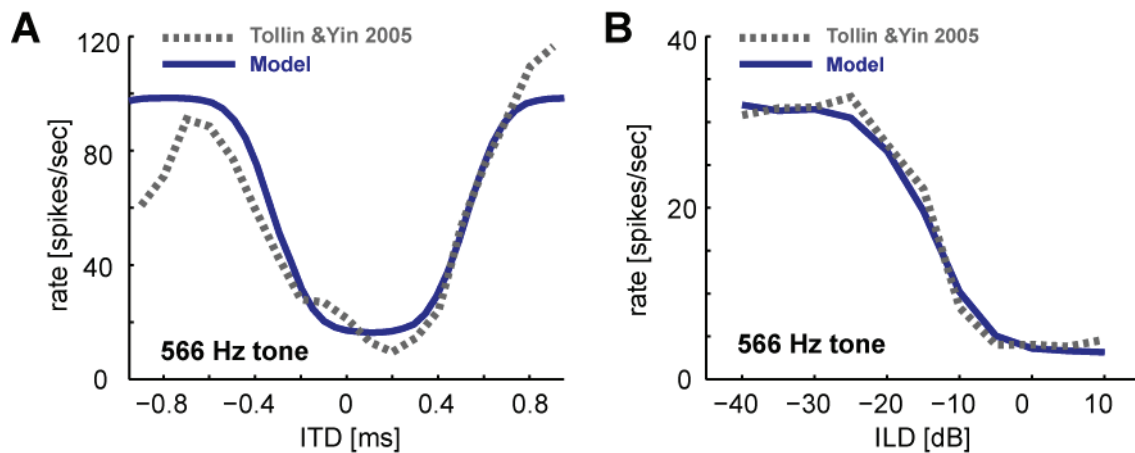 A
Tollin &Yin 2005
Model
120
80
40
0
rate [spikes/sec]
566 Hz tone
−0.8 −0.4 0 0.4 0.8
ITD [ms]
B
Tollin &Yin 2005
Model
40
20
0
rate [spikes/sec]
566 Hz tone
−40 −30 −20 −10 0 10
ILD [dB]